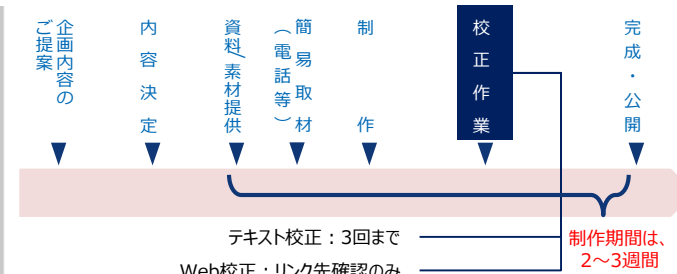 企画内容の
ご提案
内容決定
資料/素材提供
簡易取材
（電話等）
制作
校正作業
完成・公開
テキスト校正：3回まで
制作期間は、
2～3週間
Web校正：リンク先確認のみ